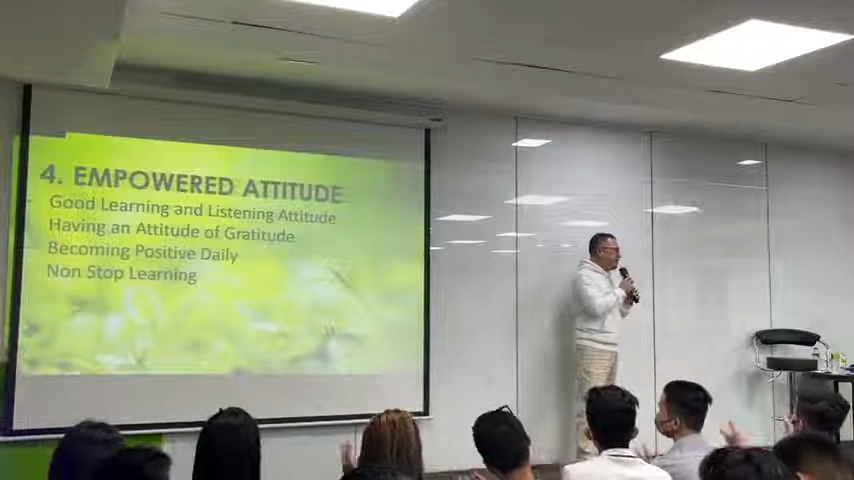 4. EMPOWERED ATTITUDE
Good Learning and Listening Attitude
Having an Attitude of Gratitude
Becoming Positive Daily
Non Stop Learning